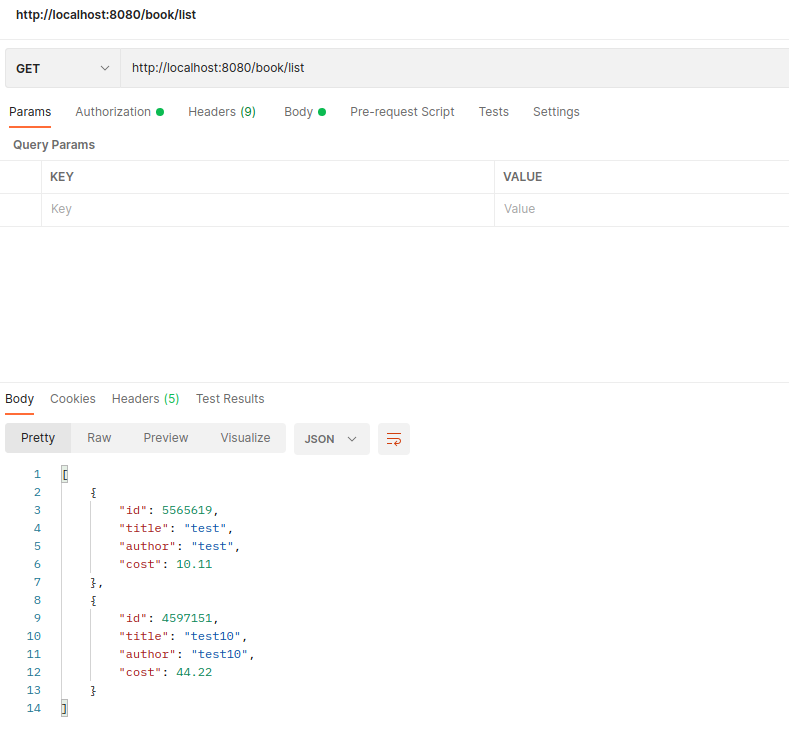 http://localhost:8080/book/list
GET http://localhost:8080/book/list
Params Authorization Headers (9) Body Pre-request Script Tests Settings
Query Params
KEY VALUE
Key Value
Body Cookies Headers (5) Test Results
Pretty Raw Preview Visualize JSON
1 [
2 {
3 "id": 5565619,
4 "title": "test",
5 "author": "test",
6 "cost": 10.11
7 },
8 {
9 "id": 4597151,
10 "title": "test10",
11 "author": "test10",
12 "cost": 44.22
13 }
14 ]